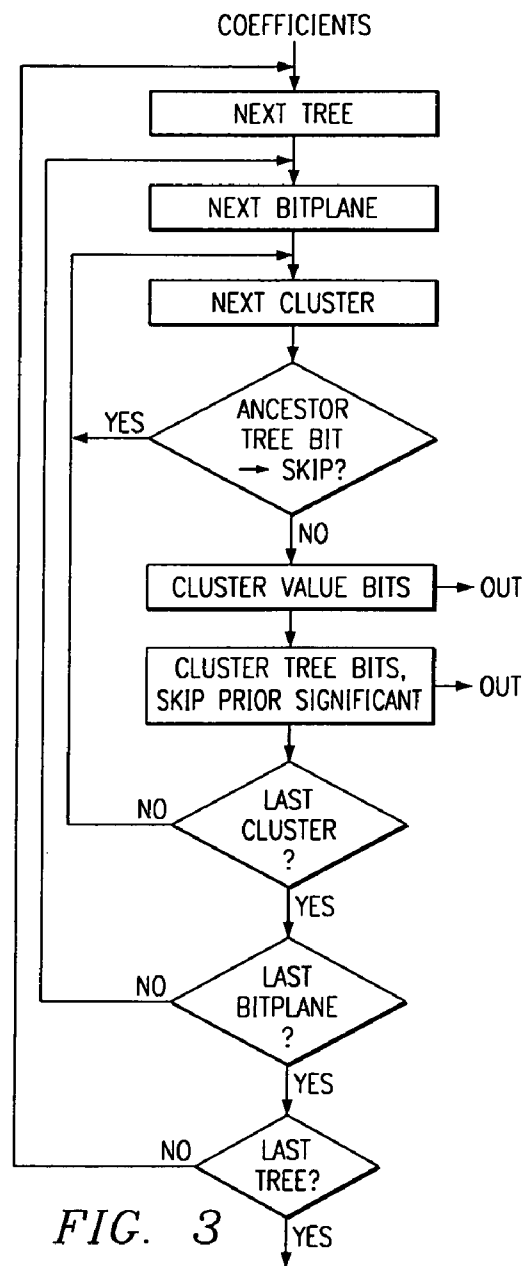 COEFFICIENTS
NEXT TREE
NEXT BITPLANE
NEXT CLUSTER
ANCESTOR
TREE BIT
→ SKIP?
YES
NO
CLUSTER VALUE BITS
OUT
CLUSTER TREE BITS,
SKIP PRIOR SIGNIFICANT
OUT
LAST
CLUSTER
?
NO
YES
LAST
BITPLANE
?
NO
YES
LAST
TREE?
NO
YES
FIG. 3